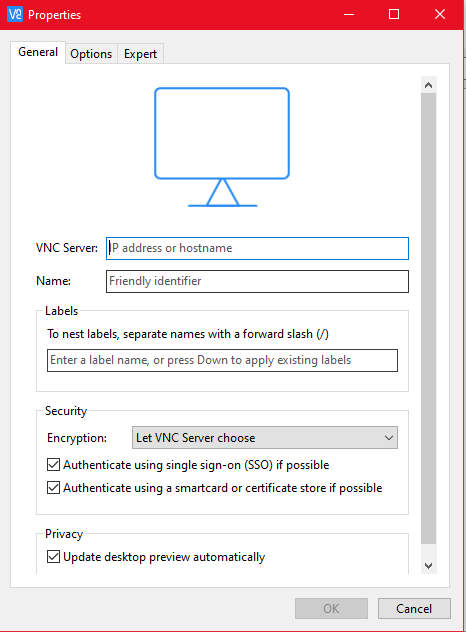 V2 Properties
General Options Expert
VNC Server: IP address or hostname
Name: Friendly identifier
Labels
To nest labels, separate names with a forward slash (/)
Enter a label name, or press Down to apply existing labels
Security
Encryption: Let VNC Server choose
Authenticate using single sign-on (SSO) if possible
Authenticate using a smartcard or certificate store if possible
Privacy
Update desktop preview automatically
OK Cancel